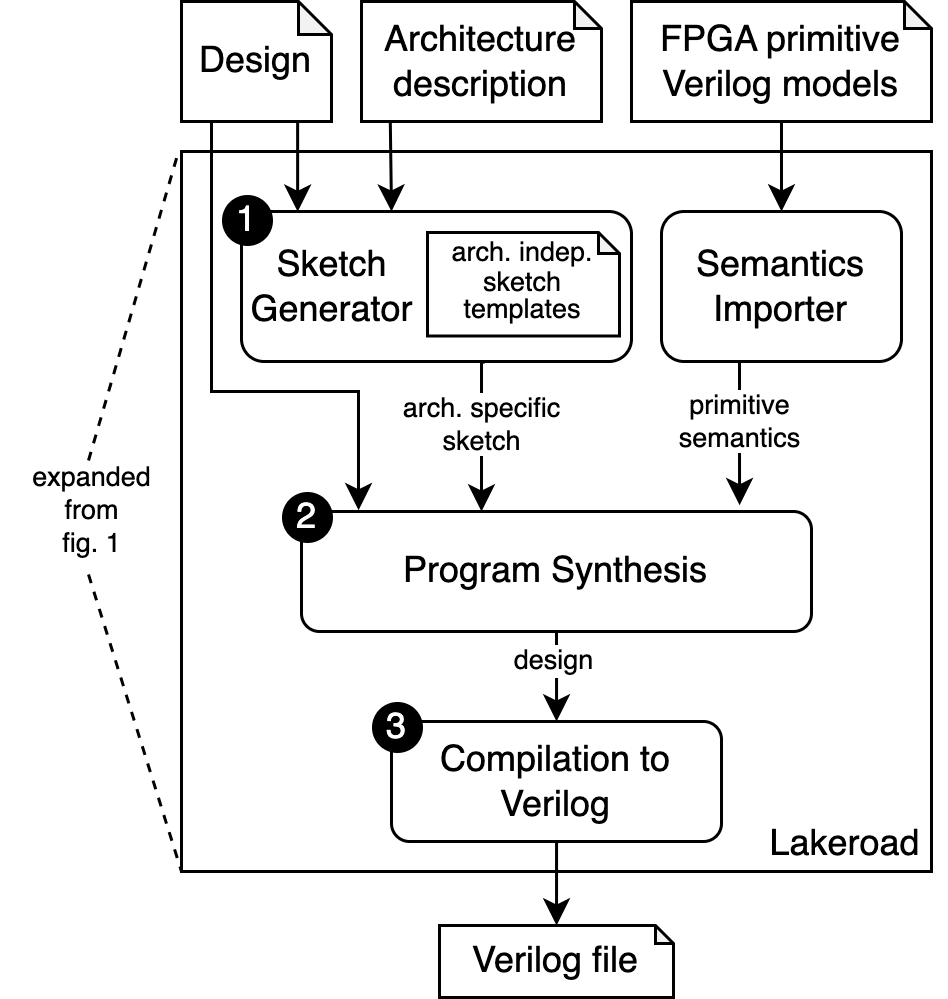 Design
Architecture
description
FPGA primitive
Verilog models
1
Sketch
Generator
arch. indep.
sketch
templates
Semantics
Importer
arch. specific
sketch
primitive
semantics
expanded
from
fig. 1
2
Program Synthesis
design
3
Compilation to
Verilog
Lakeroad
Verilog file